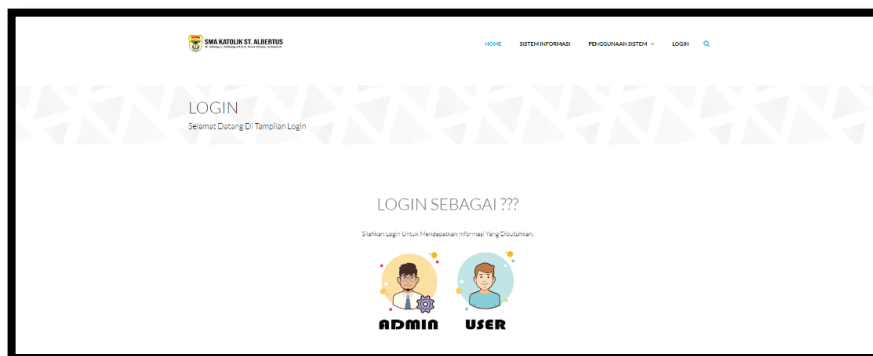 SMA KATOLIK ST. ALBERTUS
HOME SISTEM INFORMASI PENGGUNAAN SISTEM LOGIN
LOGIN
Selamat Datang Di Tampilan Login
LOGIN SEBAGAI ???
Silahkan Login Untuk Mendapatkan Informasi Yang Dibutuhkan.
ADMIN USER